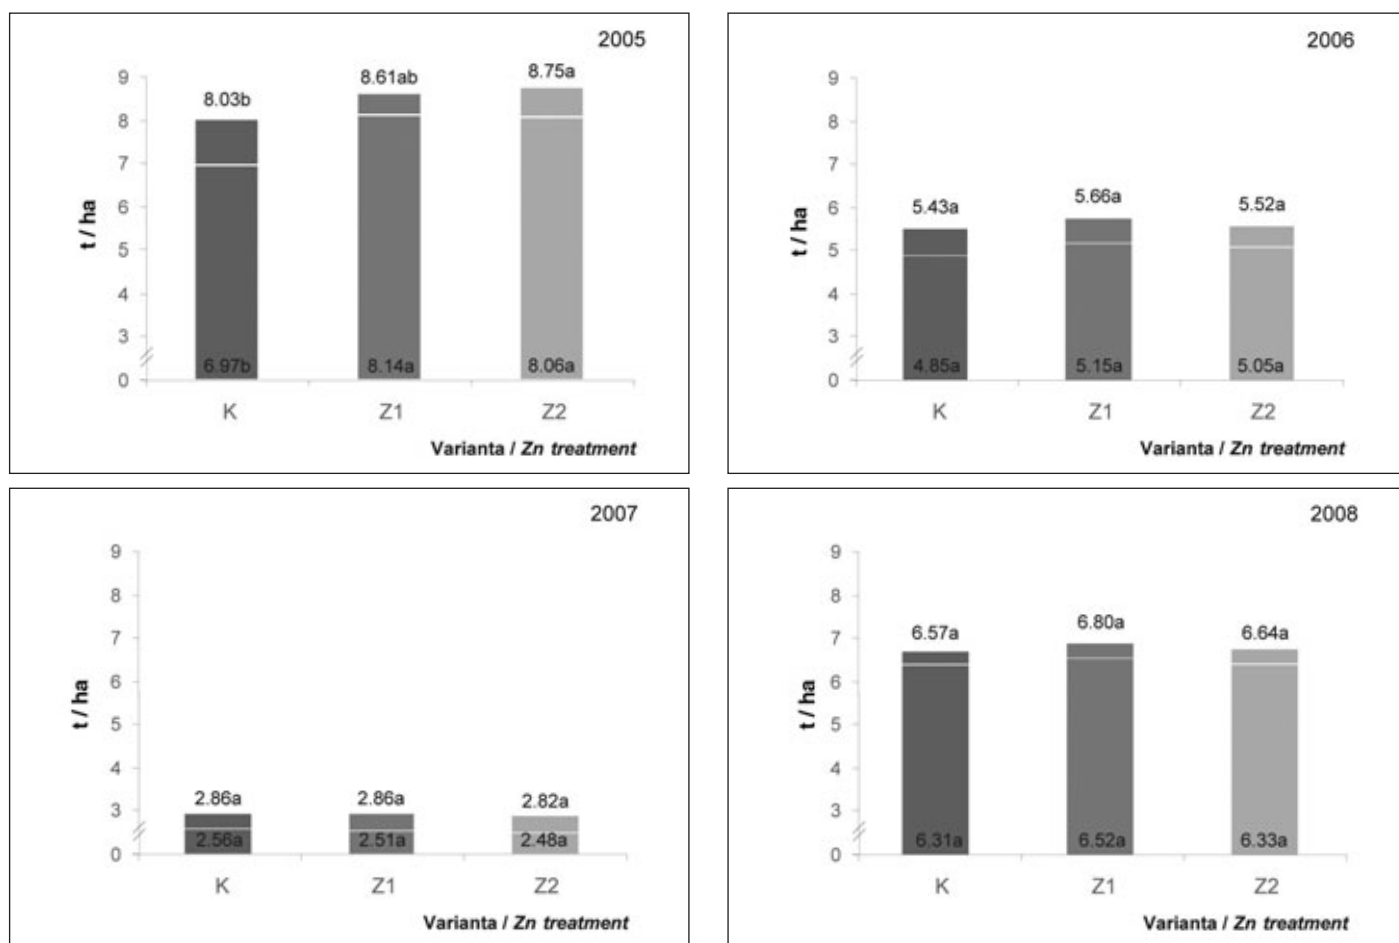 2005
9
8
7
6
5
4
3
0
t / ha
8.03b
8.61ab
8.75a
6.97b
8.14a
8.06a
K
Z1
Z2
Varianta / Zn treatment
2006
9
8
7
6
5
4
3
0
t / ha
5.43a
5.66a
5.52a
4.85a
5.15a
5.05a
K
Z1
Z2
Varianta / Zn treatment
2007
9
8
7
6
5
4
3
0
t / ha
2.86a
2.86a
2.82a
2.56a
2.51a
2.48a
K
Z1
Z2
Varianta / Zn treatment
2008
9
8
7
6
5
4
3
0
t / ha
6.57a
6.80a
6.64a
6.31a
6.52a
6.33a
K
Z1
Z2
Varianta / Zn treatment